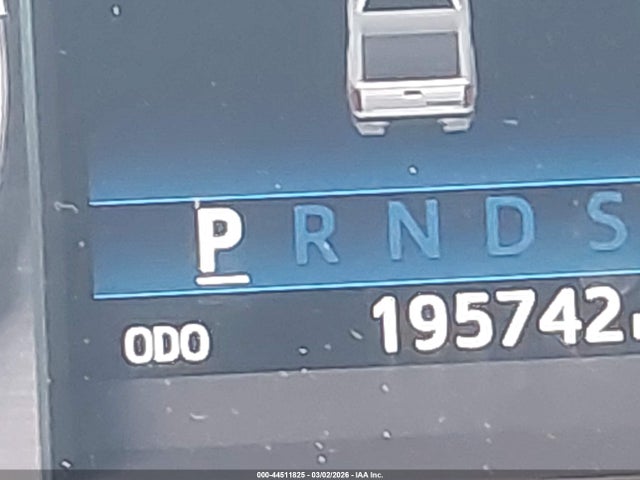 P R N D S
ODO 195742.
000-44511825 - 03/02/2026 - IAA Inc.